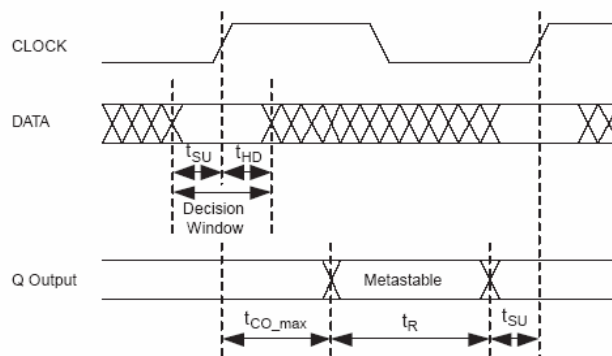 CLOCK
DATA
tSU
tHD
Decision
Window
Q Output
Metastable
tCO_max
tR
tSU